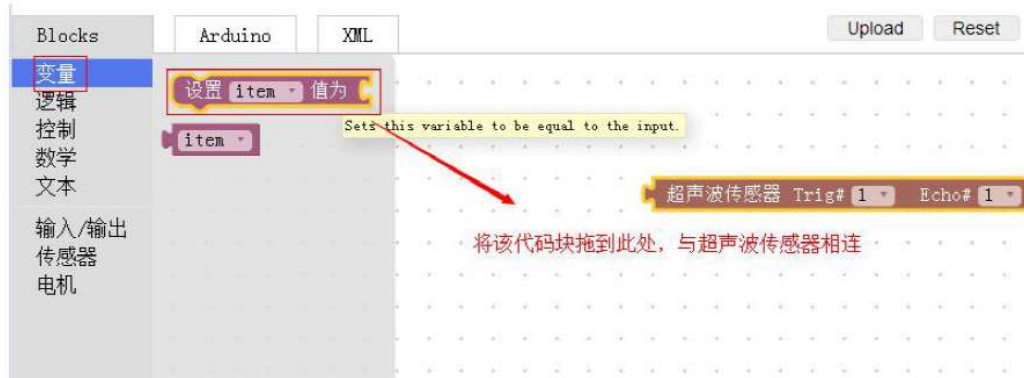 Blocks Arduino XML Upload Reset
变量
逻辑
控制
数学
文本
输入/输出
传感器
电机
设置 item 值为
item
Sets this variable to be equal to the input.
超声波传感器 Trig# 1 Echo# 1
将该代码块拖到此处，与超声波传感器相连